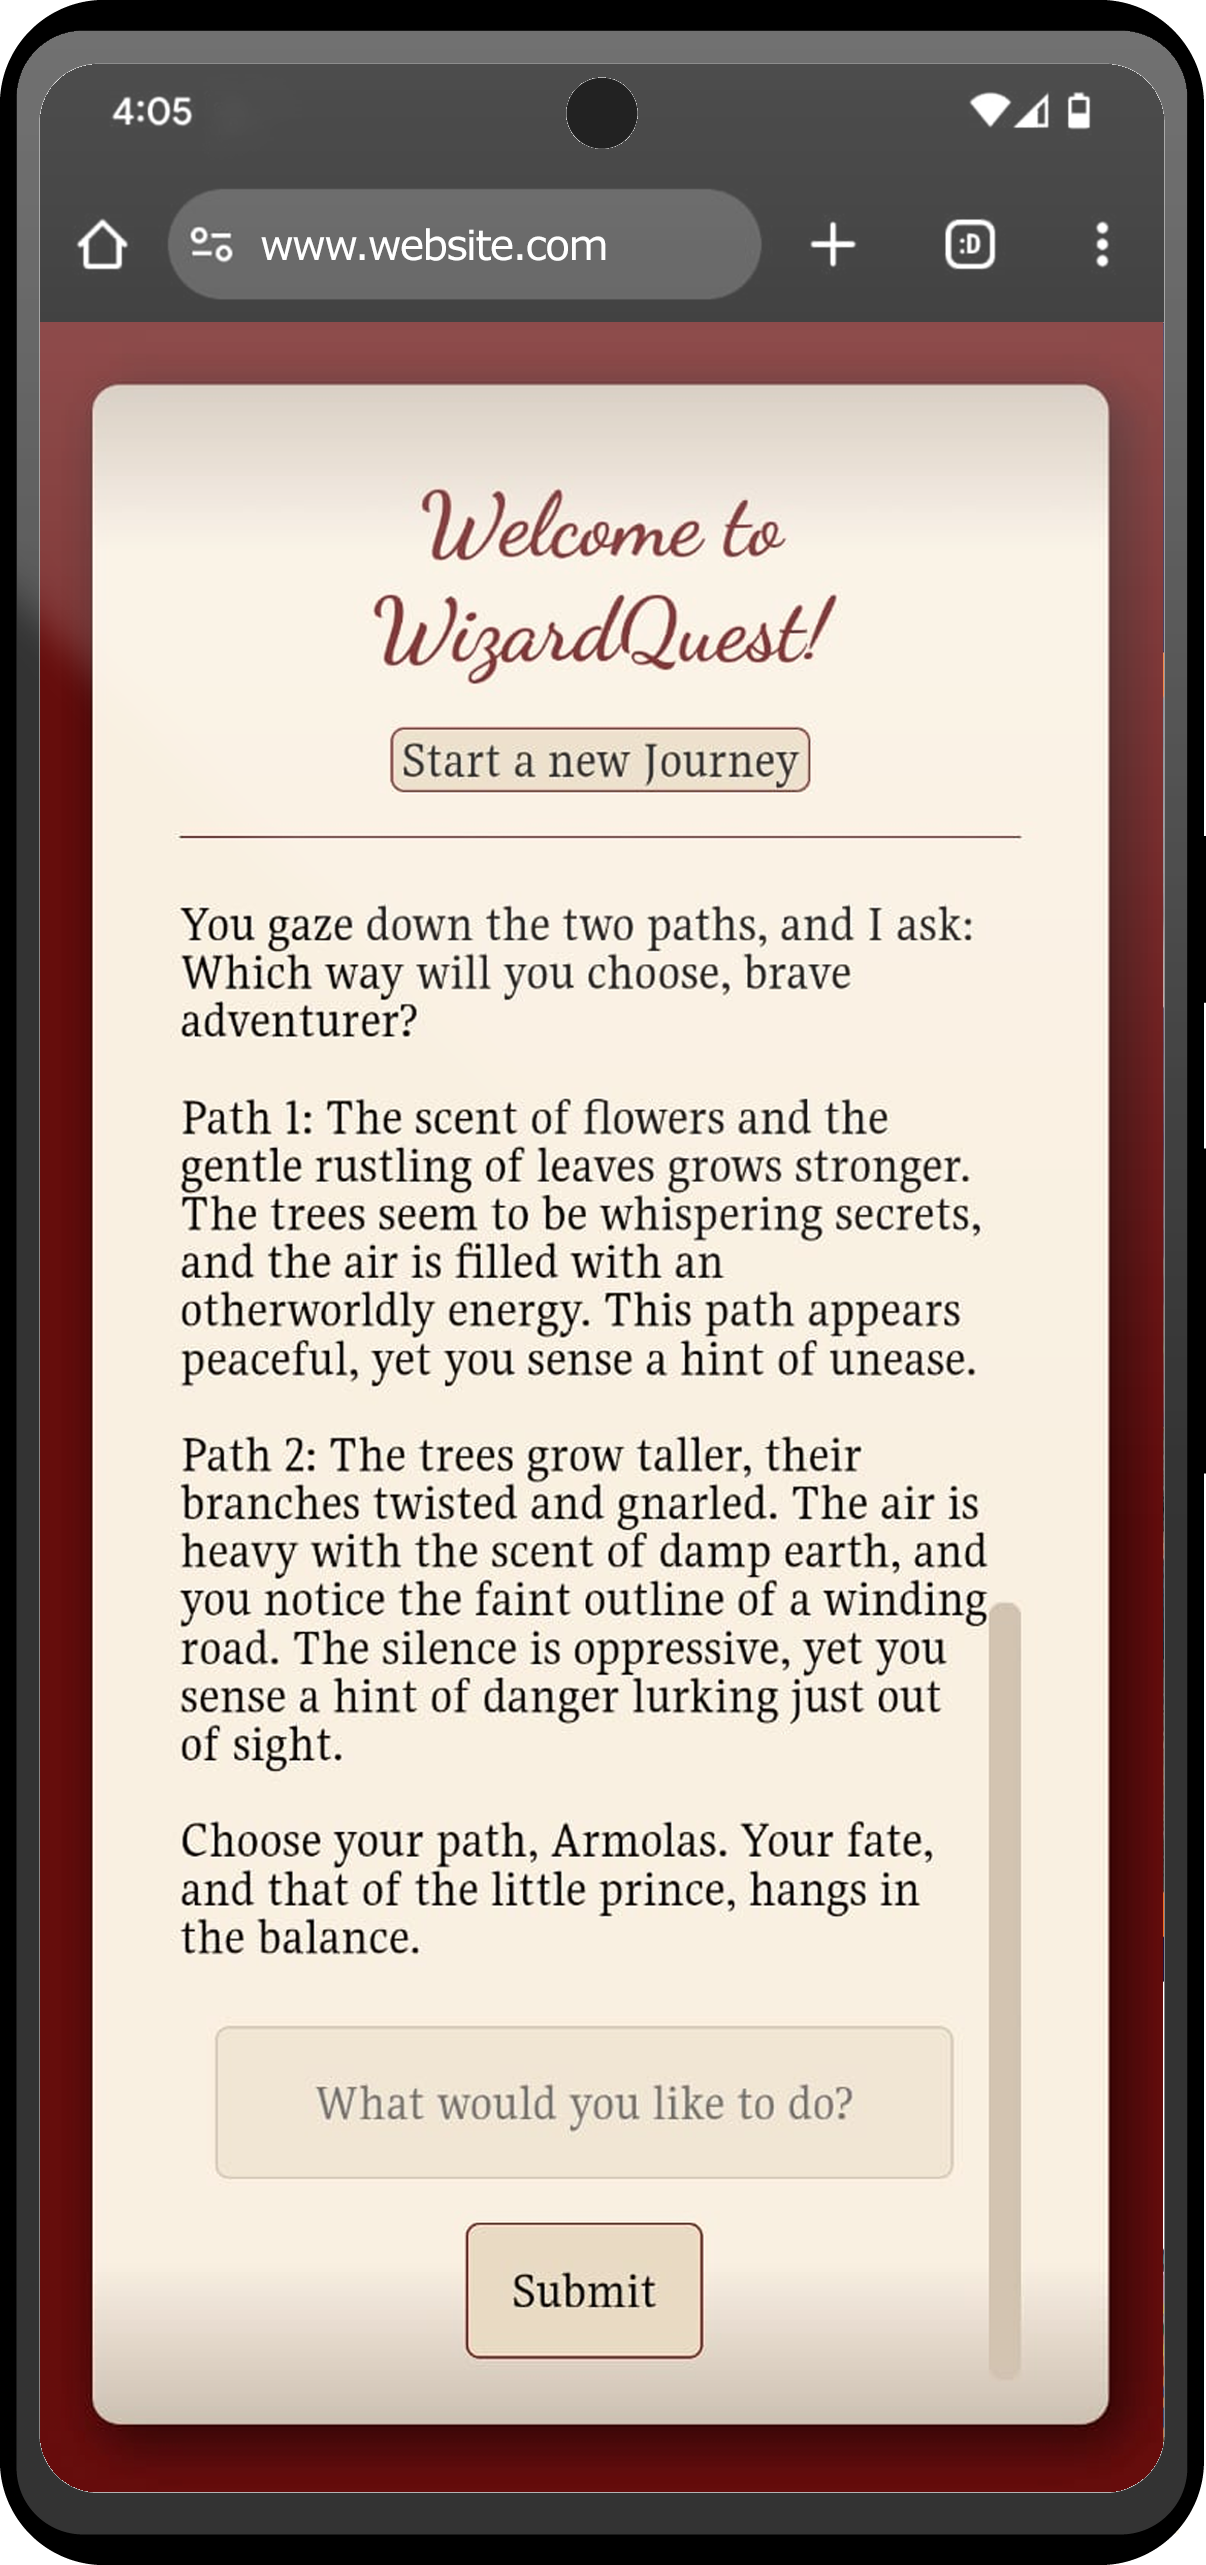 4:05
www.website.com
:D
Welcome to
WizardQuest!
Start a new Journey
You gaze down the two paths, and I ask:
Which way will you choose, brave
adventurer?
Path 1: The scent of flowers and the
gentle rustling of leaves grows stronger.
The trees seem to be whispering secrets,
and the air is filled with an
otherworldly energy. This path appears
peaceful, yet you sense a hint of unease.
Path 2: The trees grow taller, their
branches twisted and gnarled. The air is
heavy with the scent of damp earth, and
you notice the faint outline of a winding
road. The silence is oppressive, yet you
sense a hint of danger lurking just out
of sight.
Choose your path, Armolas. Your fate,
and that of the little prince, hangs in
the balance.
What would you like to do?
Submit